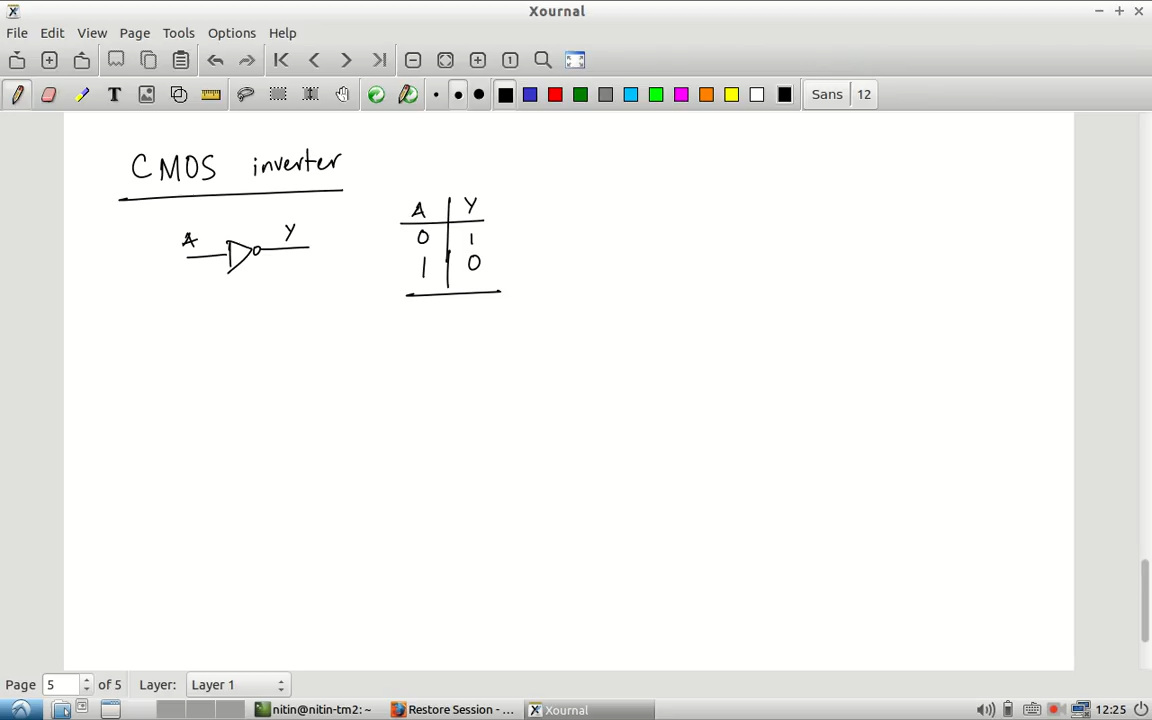 Xournal
File Edit View Page Tools Options Help
Sans 12
CMOS inverter
A Y
A Y
0 1
1 0
Page 5 of 5 Layer: Layer 1
nitin@nitin-tm2: ~ Restore Session - ... Xournal 12:25